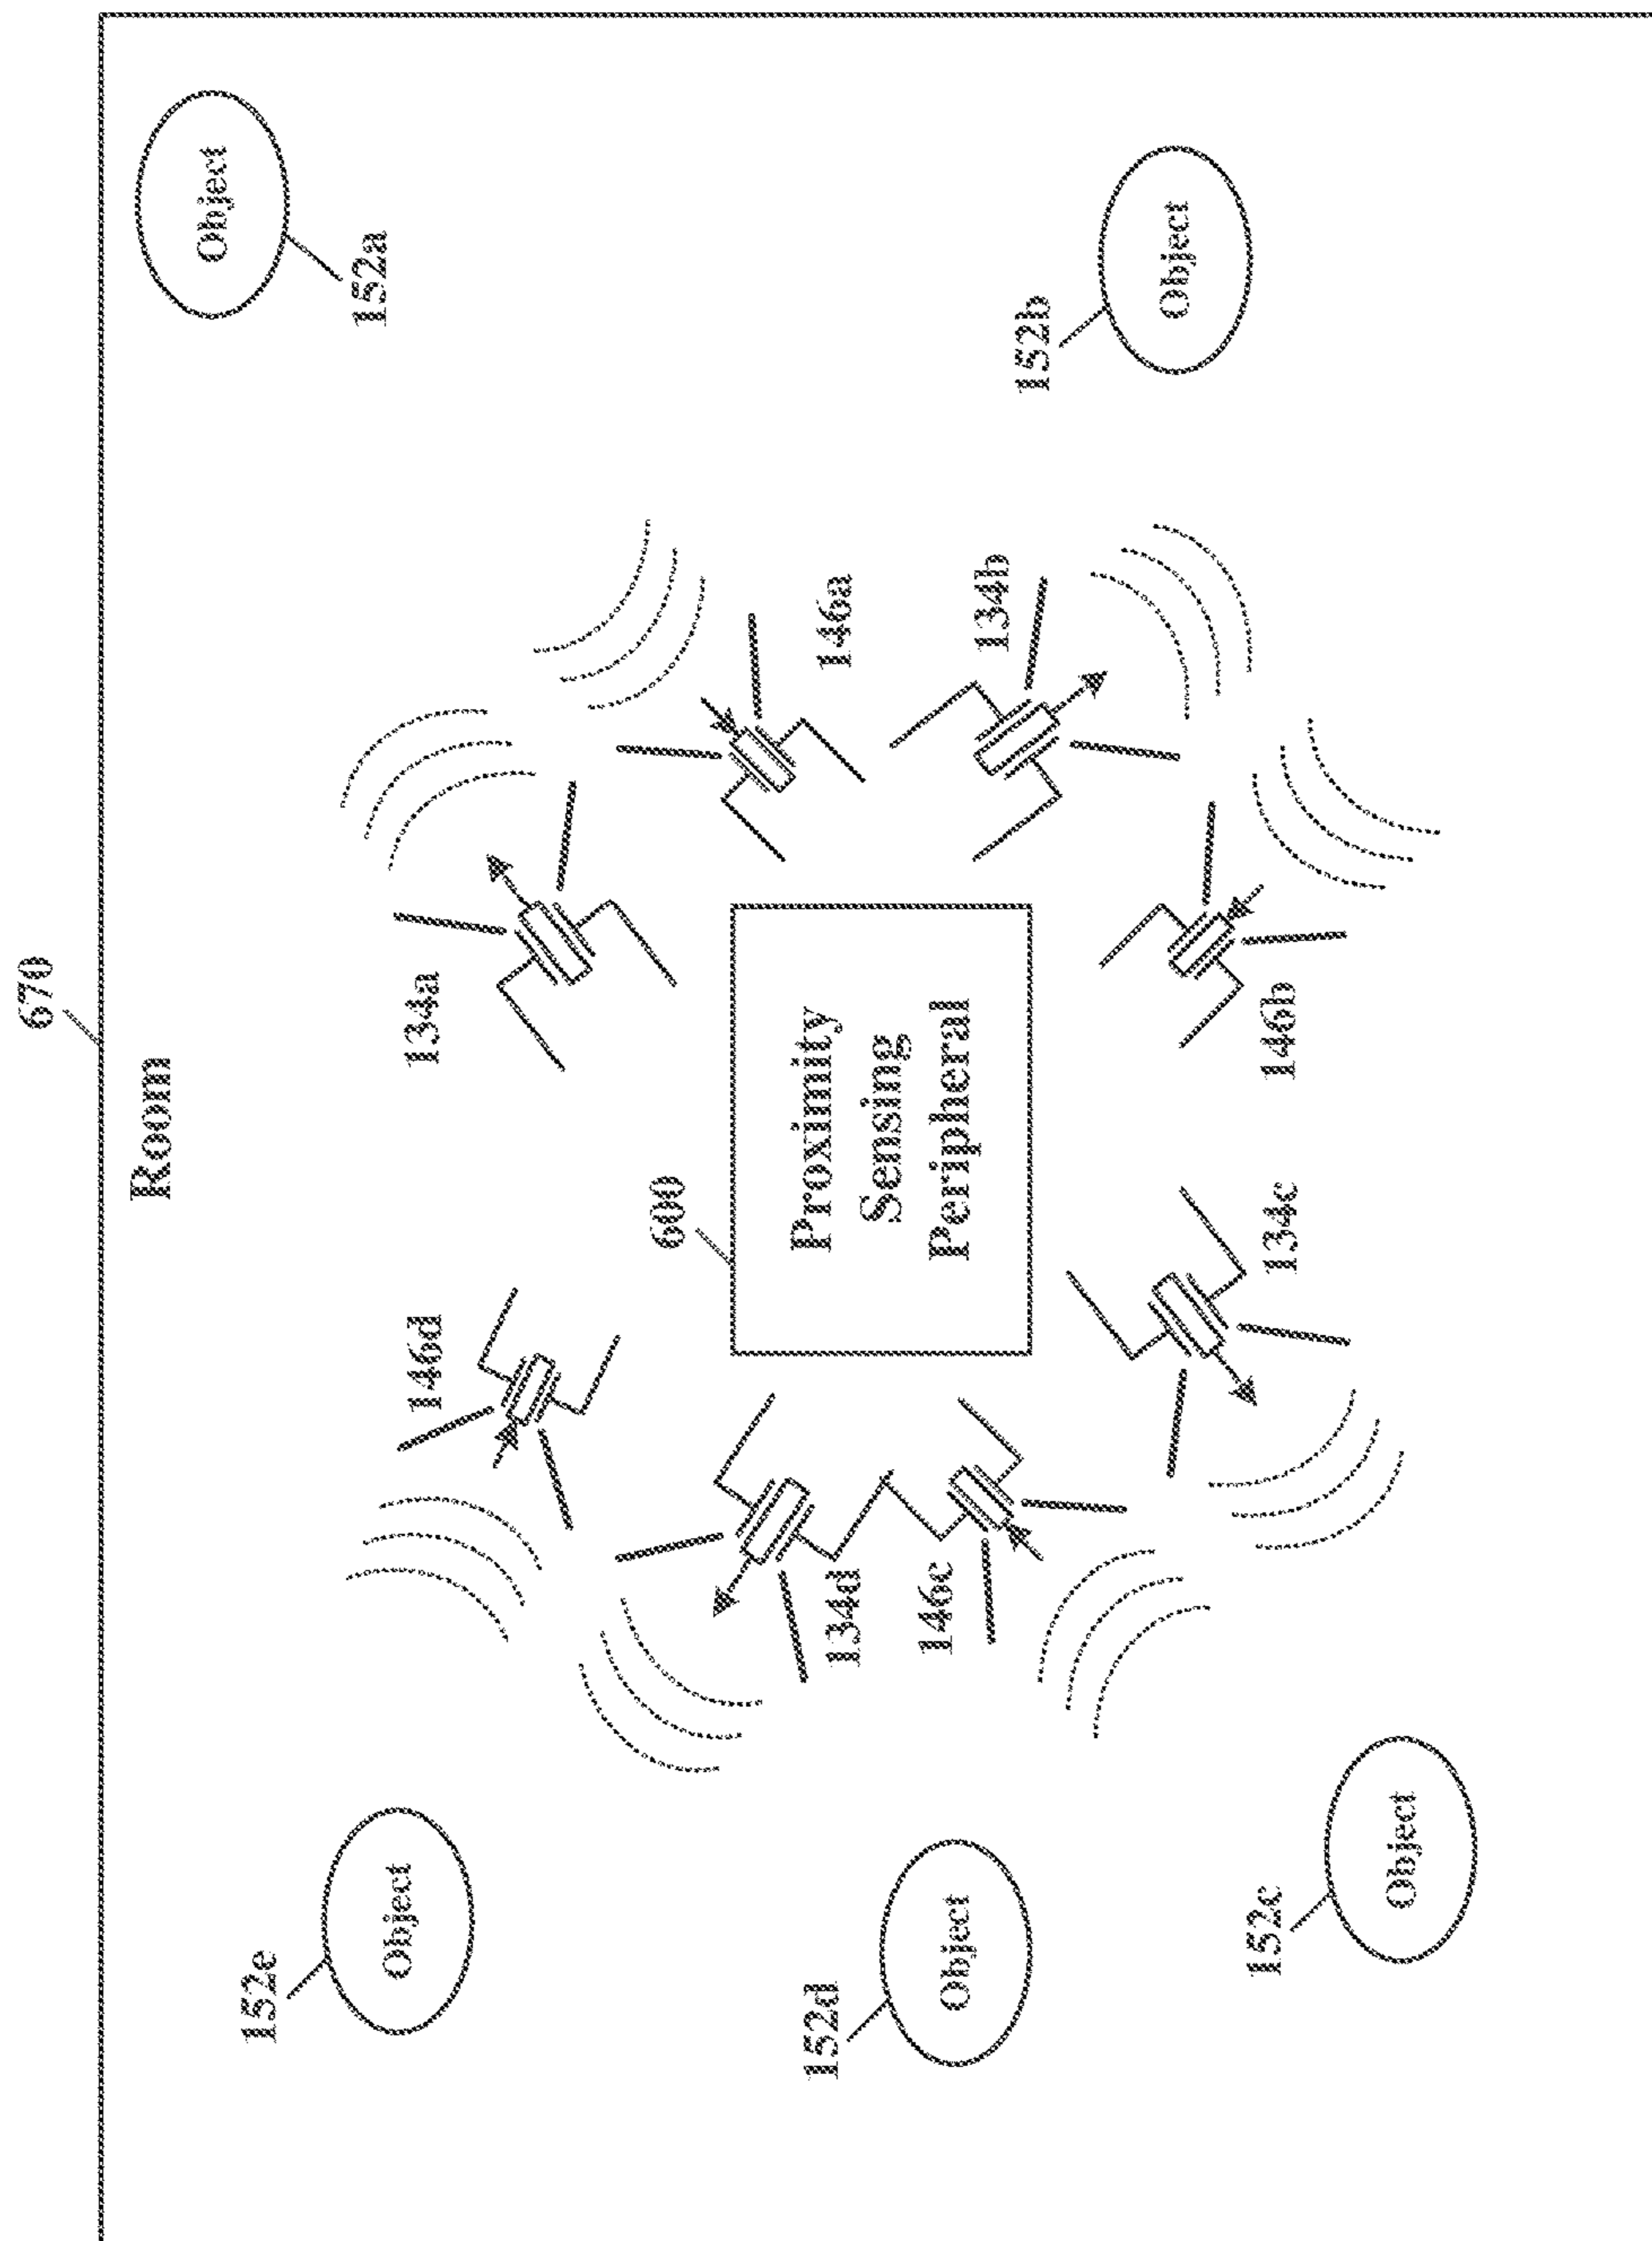 670
Room
152e
Object
146d
134a
Object
152a
600
Proximity
Sensing
Peripheral
134d
146c
146a
134b
152d
Object
152b
Object
134c
146b
152c
Object